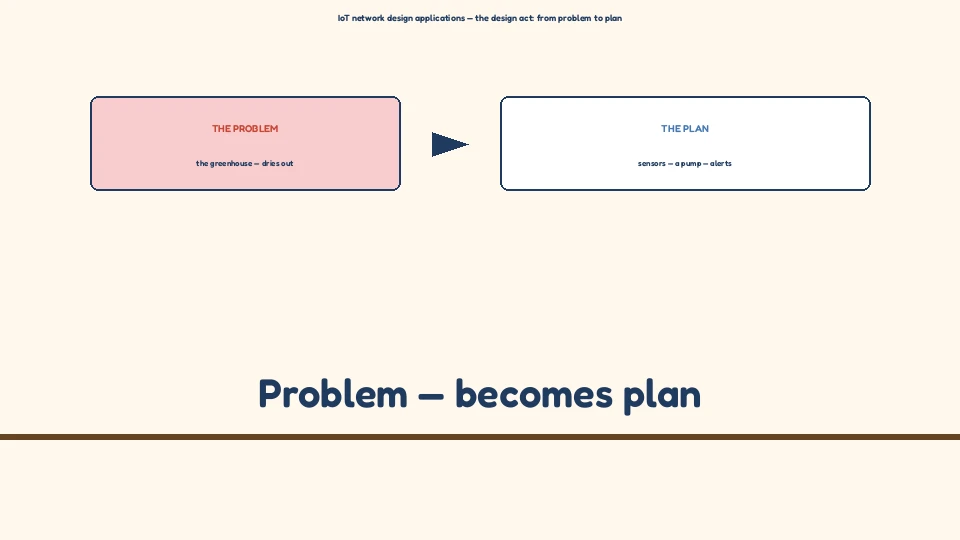 IoT network design applications — the design act: from problem to plan
THE PROBLEM
the greenhouse — dries out
THE PLAN
sensors — a pump — alerts
Problem — becomes plan